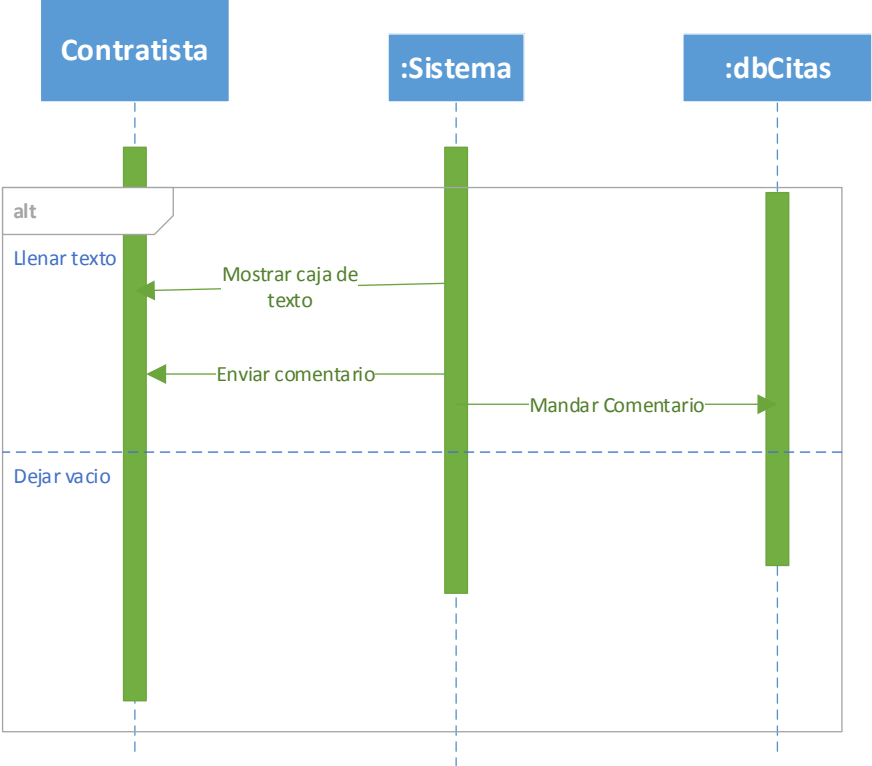 Contratista
:Sistema
:dbCitas
alt
Llenar texto
Mostrar caja de
texto
Enviar comentario
Mandar Comentario
Dejar vacio